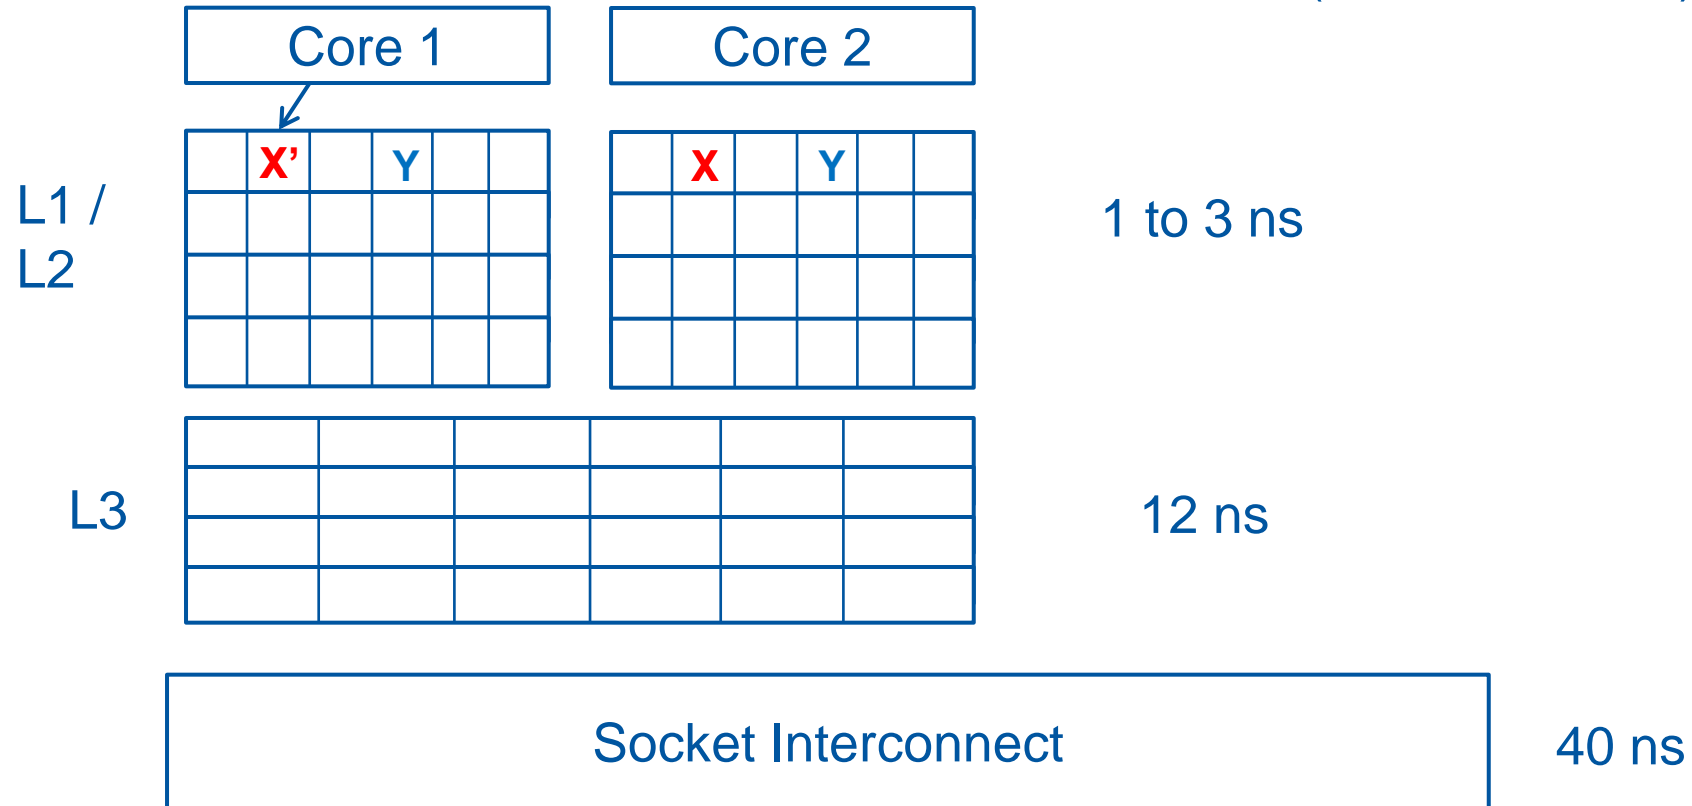 Core 1 Core 2
X’ Y X Y
L1 /
L2
1 to 3 ns
L3 12 ns
Socket Interconnect 40 ns